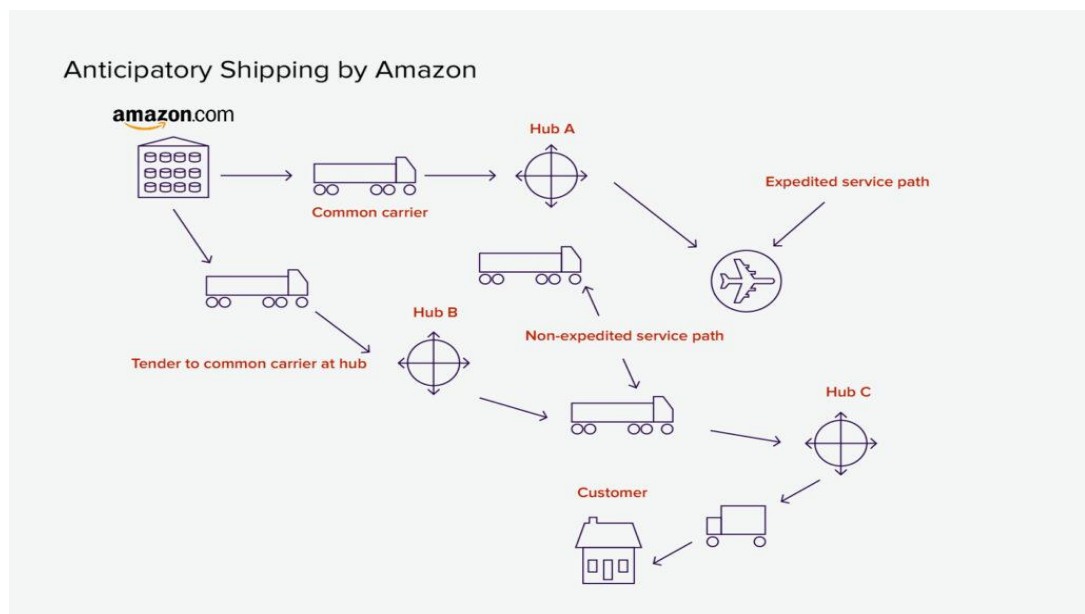 Anticipatory Shipping by Amazon
amazon.com
Hub A
Expedited service path
Common carrier
Hub B
Non-expedited service path
Tender to common carrier at hub
Hub C
Customer